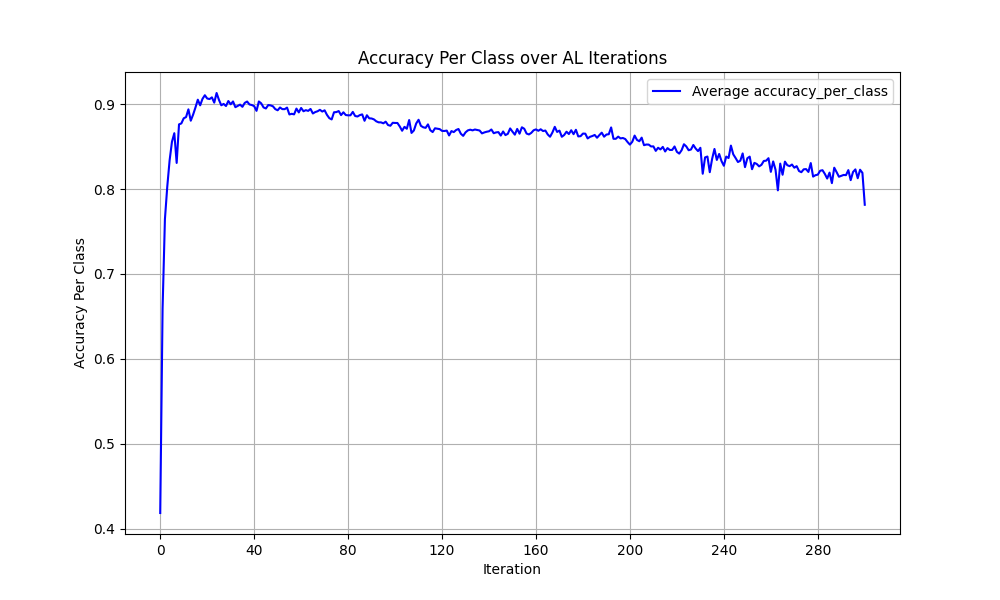 Accuracy Per Class over AL Iterations
Average accuracy_per_class
Accuracy Per Class
0.9
0.8
0.7
0.6
0.5
0.4
0 40 80 120 160 200 240 280
Iteration